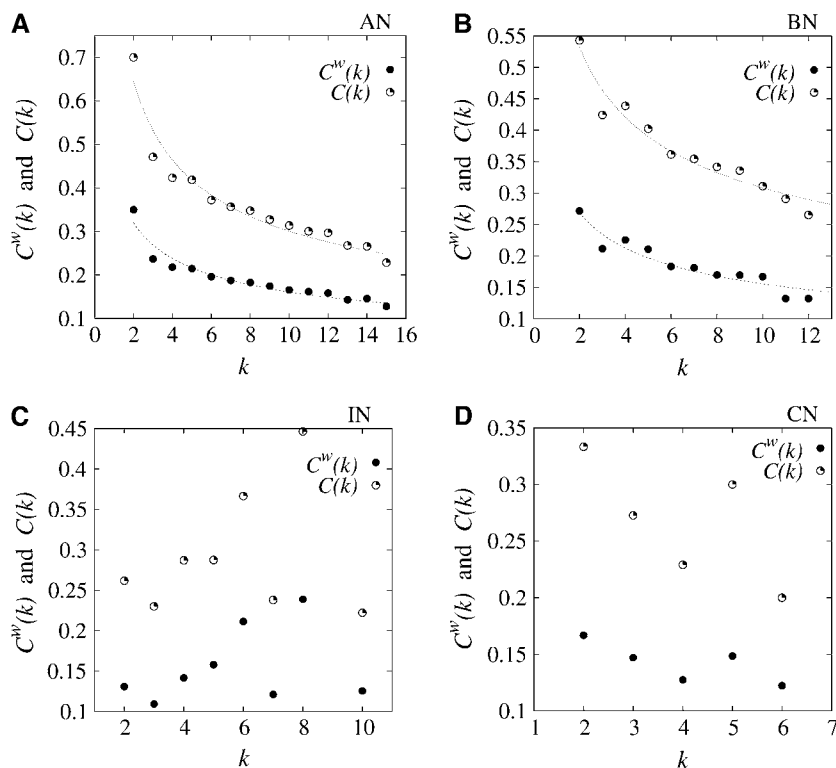 A
AN
C^w(k) and C(k)
0.7
0.6
0.5
0.4
0.3
0.2
0.1
C^w(k)
C(k)
0 2 4 6 8 10 12 14 16
k
B
BN
C^w(k) and C(k)
0.55
0.5
0.45
0.4
0.35
0.3
0.25
0.2
0.15
0.1
C^w(k)
C(k)
0 2 4 6 8 10 12
k
C
IN
C^w(k) and C(k)
0.45
0.4
0.35
0.3
0.25
0.2
0.15
0.1
C^w(k)
C(k)
2 4 6 8 10
k
D
CN
C^w(k) and C(k)
0.35
0.3
0.25
0.2
0.15
0.1
C^w(k)
C(k)
1 2 3 4 5 6 7
k